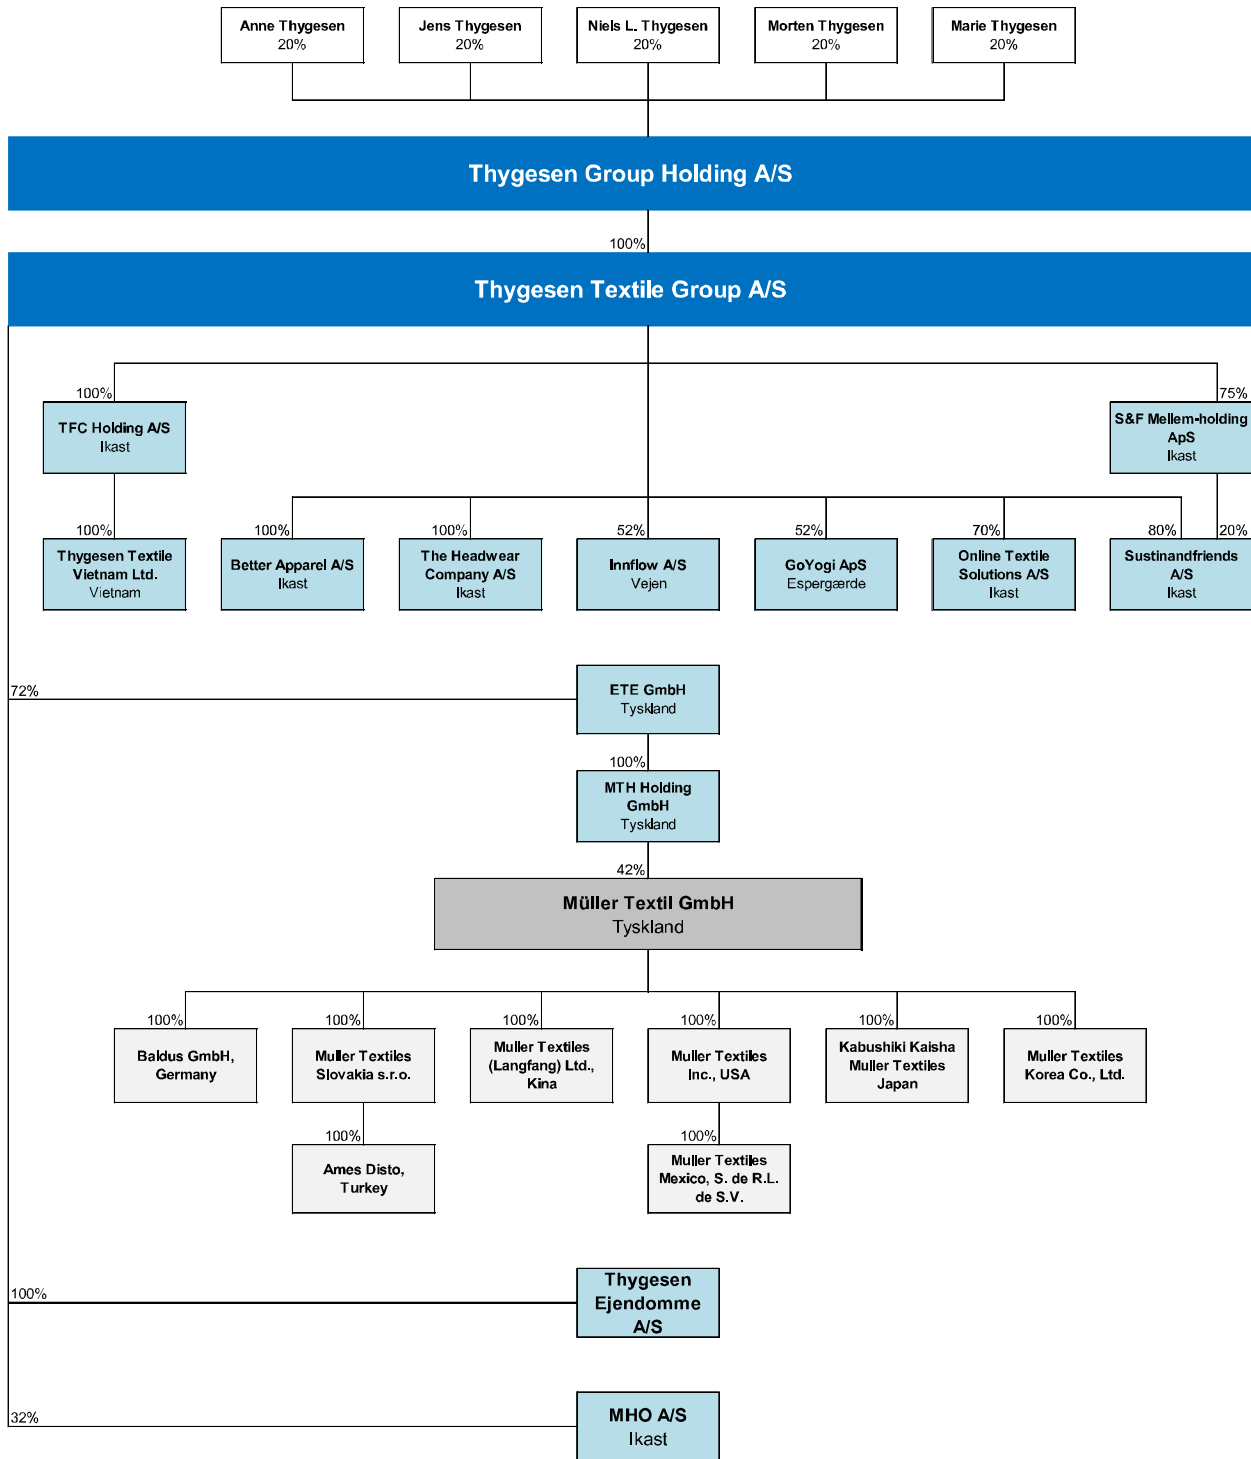 Anne Thygesen
20%
Jens Thygesen
20%
Niels L. Thygesen
20%
Morten Thygesen
20%
Marie Thygesen
20%
Thygesen Group Holding A/S
100%
Thygesen Textile Group A/S
100%
TFC Holding A/S
Ikast
75%
S&F Mellem-holding
ApS
Ikast
100%
Thygesen Textile
Vietnam Ltd.
Vietnam
100%
Better Apparel A/S
Ikast
100%
The Headwear
Company A/S
Ikast
52%
Innflow A/S
Vejen
52%
GoYogi ApS
Espergærde
70%
Online Textile
Solutions A/S
Ikast
80%
20%
Sustinandfriends
A/S
Ikast
72%
ETE GmbH
Tyskland
100%
MTH Holding
GmbH
Tyskland
42%
Müller Textil GmbH
Tyskland
100%
Baldus GmbH,
Germany
100%
Muller Textiles
Slovakia s.r.o.
100%
Muller Textiles
(Langfang) Ltd.,
Kina
100%
Muller Textiles
Inc., USA
100%
Kabushiki Kaisha
Muller Textiles
Japan
100%
Muller Textiles
Korea Co., Ltd.
100%
Ames Disto,
Turkey
100%
Muller Textiles
Mexico, S. de R.L.
de S.V.
100%
Thygesen
Ejendomme
A/S
32%
MHO A/S
Ikast